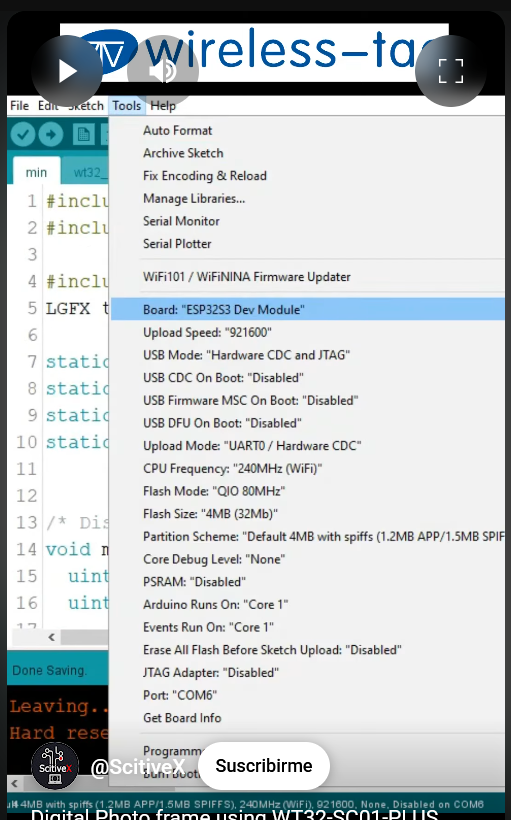 wireless-tag
File Edit Sketch Tools Help
Auto Format
Archive Sketch
Fix Encoding & Reload
Manage Libraries...
Serial Monitor
Serial Plotter
WiFi101 / WiFiNINA Firmware Updater
Board: "ESP32S3 Dev Module"
Upload Speed: "921600"
USB Mode: "Hardware CDC and JTAG"
USB CDC On Boot: "Disabled"
USB Firmware MSC On Boot: "Disabled"
USB DFU On Boot: "Disabled"
Upload Mode: "UART0 / Hardware CDC"
CPU Frequency: "240MHz (WiFi)"
Flash Mode: "QIO 80MHz"
Flash Size: "4MB (32Mb)"
Partition Scheme: "Default 4MB with spiffs (1.2MB APP/1.5MB SPIF
Core Debug Level: "None"
PSRAM: "Disabled"
Arduino Runs On: "Core 1"
Events Run On: "Core 1"
Erase All Flash Before Sketch Upload: "Disabled"
JTAG Adapter: "Disabled"
Port: "COM6"
Get Board Info
Programm
Burn Boot
min wt32_
1 #inclu
2 #inclu
3
4 #inclu
5 LGFX t
6
7 static
8 static
9 static
10 static
11
12
13 /* Dis
14 void m
15 uint
16 uint
17
Done Saving.
Leaving..
Hard rese
SciTiveX
@ScitiveX Suscribirme
ult 4MB with spiffs (1.2MB APP/1.5MB SPIFFS), 240MHz (WiFi), 921600, None, Disabled on COM6
Digital Photo frame using WT32-SC01-PLUS